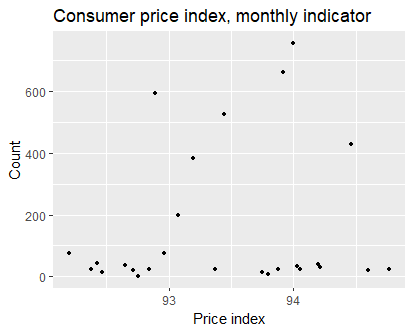 Consumer price index, monthly indicator
Count
600
400
200
0
93
94
Price index